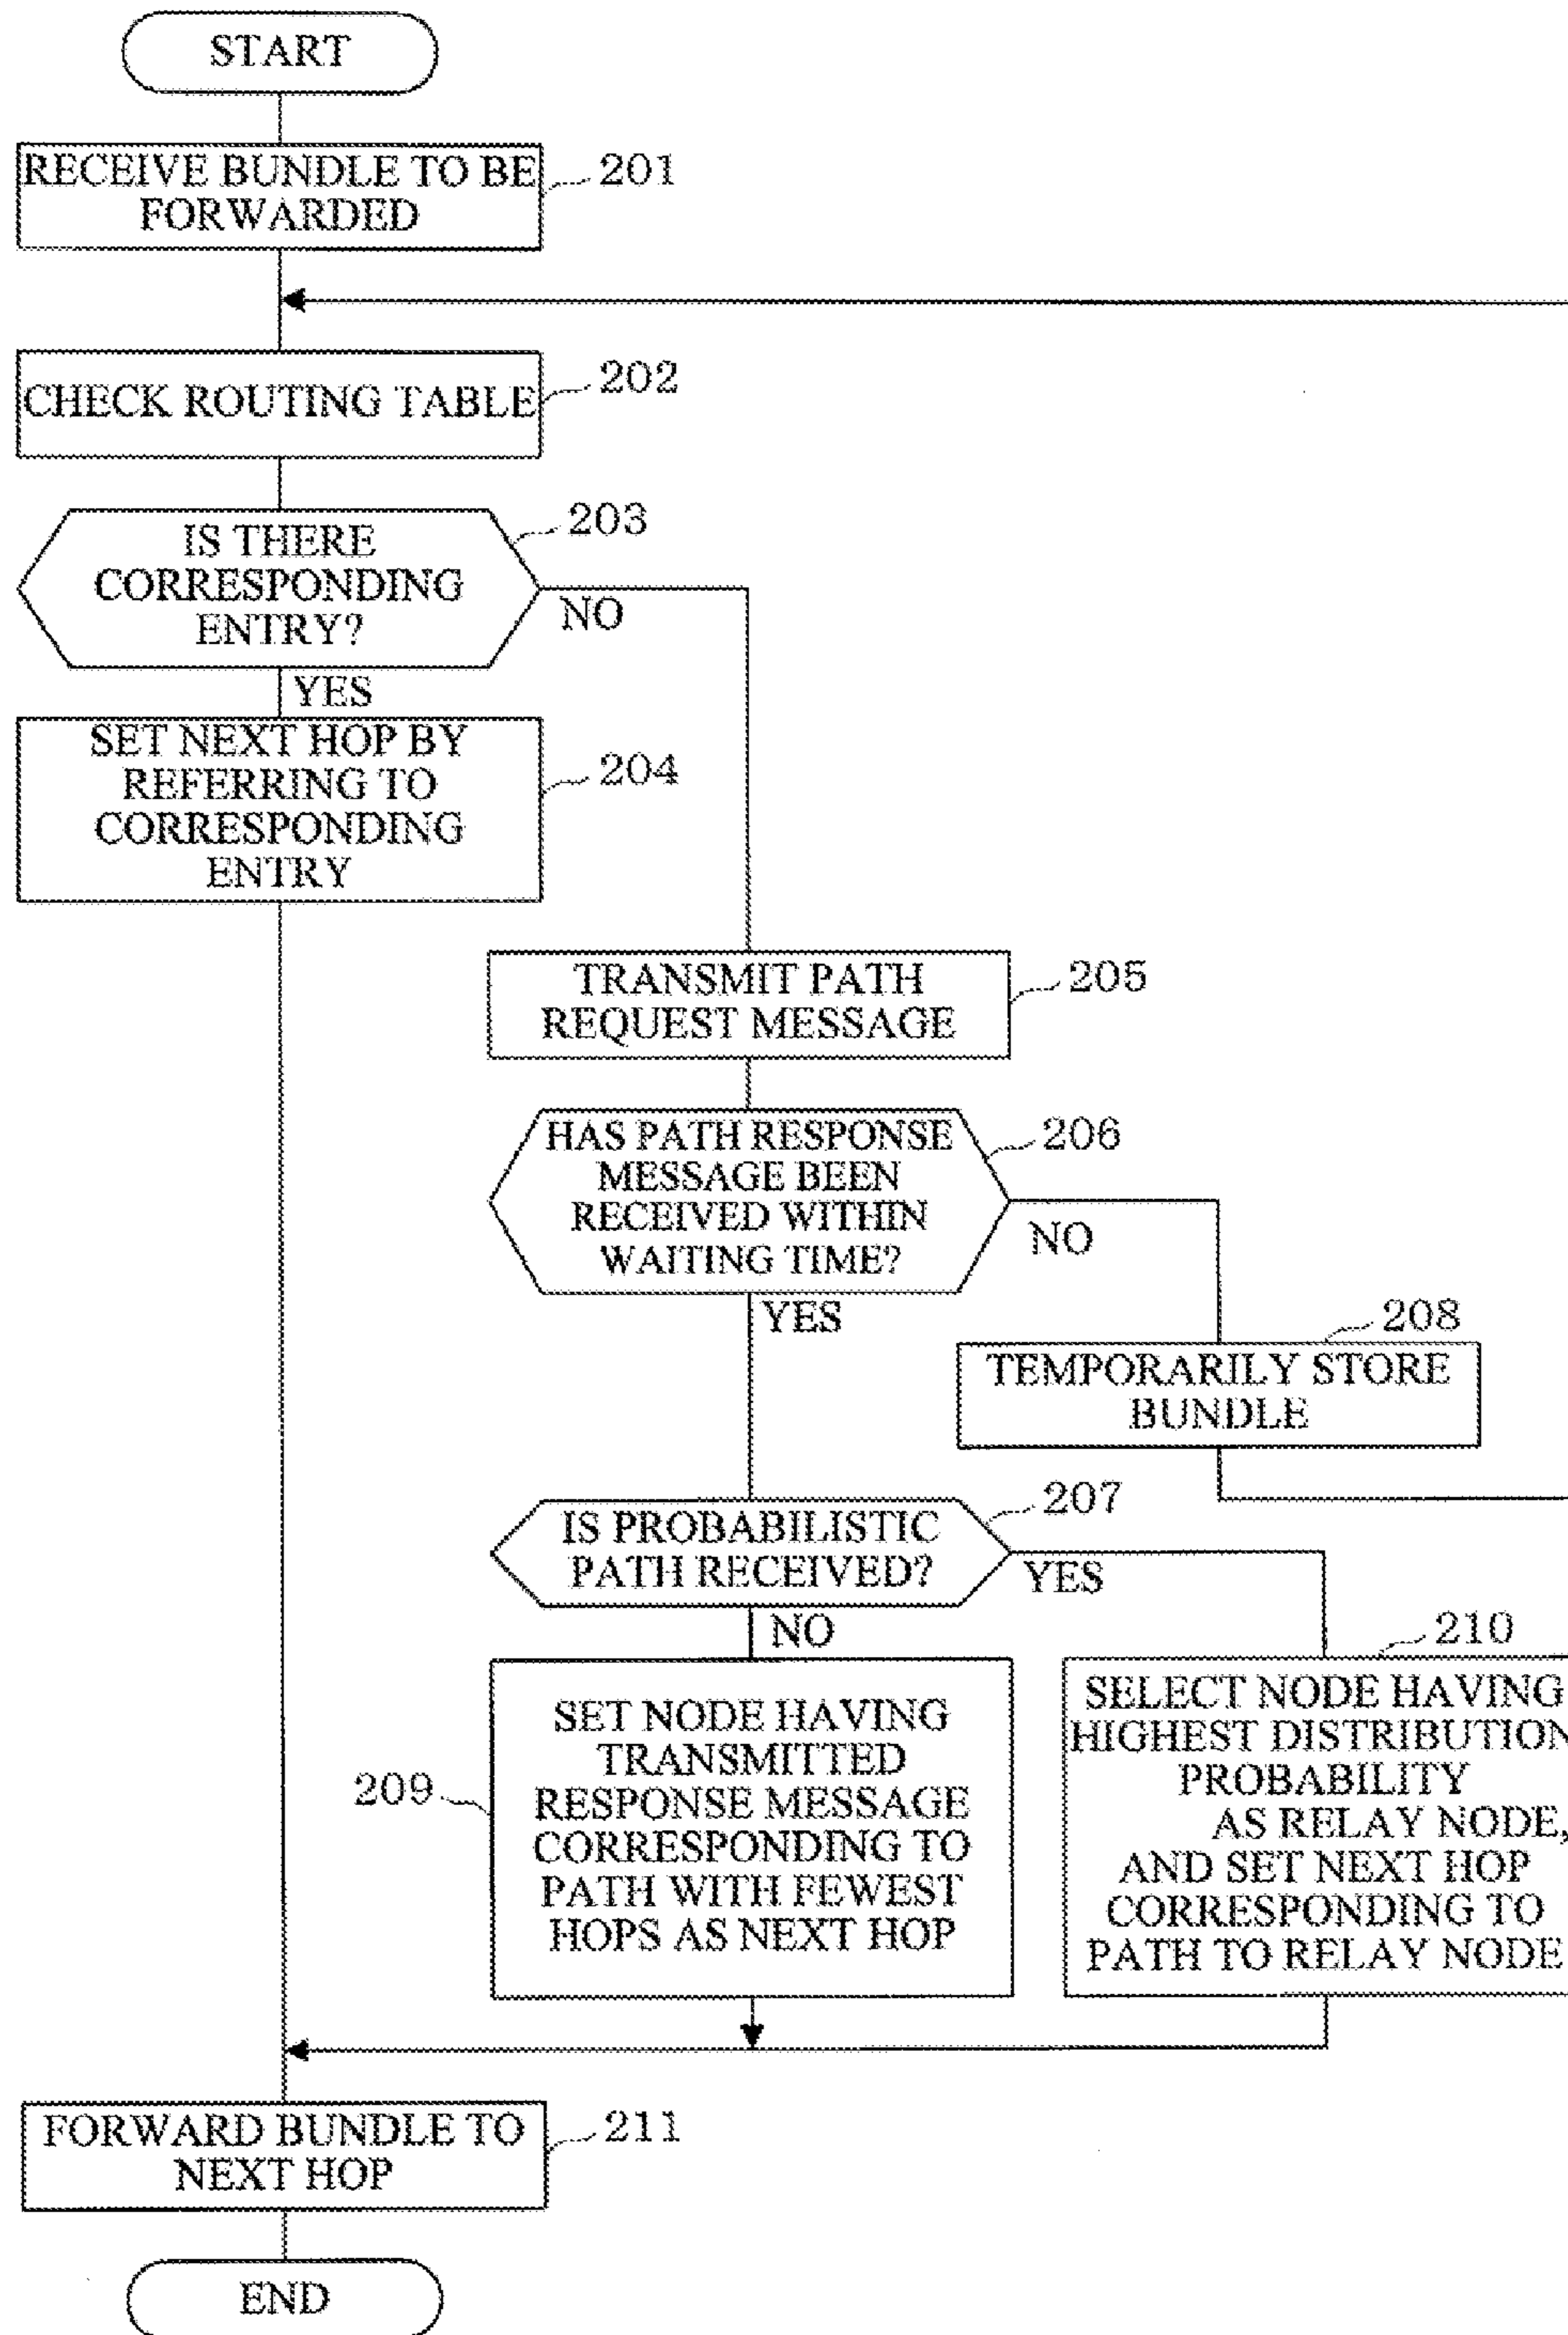 START
RECEIVE BUNDLE TO BE
FORWARDED
201
CHECK ROUTING TABLE
202
IS THERE
CORRESPONDING
ENTRY?
203
NO
YES
SET NEXT HOP BY
REFERRING TO
CORRESPONDING
ENTRY
204
TRANSMIT PATH
REQUEST MESSAGE
205
HAS PATH RESPONSE
MESSAGE BEEN
RECEIVED WITHIN
WAITING TIME?
206
NO
YES
208
TEMPORARILY STORE
BUNDLE
IS PROBABILISTIC
PATH RECEIVED?
207
YES
NO
209
SET NODE HAVING
TRANSMITTED
RESPONSE MESSAGE
CORRESPONDING TO
PATH WITH FEWEST
HOPS AS NEXT HOP
210
SELECT NODE HAVING
HIGHEST DISTRIBUTION
PROBABILITY
AS RELAY NODE,
AND SET NEXT HOP
CORRESPONDING TO
PATH TO RELAY NODE
FORWARD BUNDLE TO
NEXT HOP
211
END